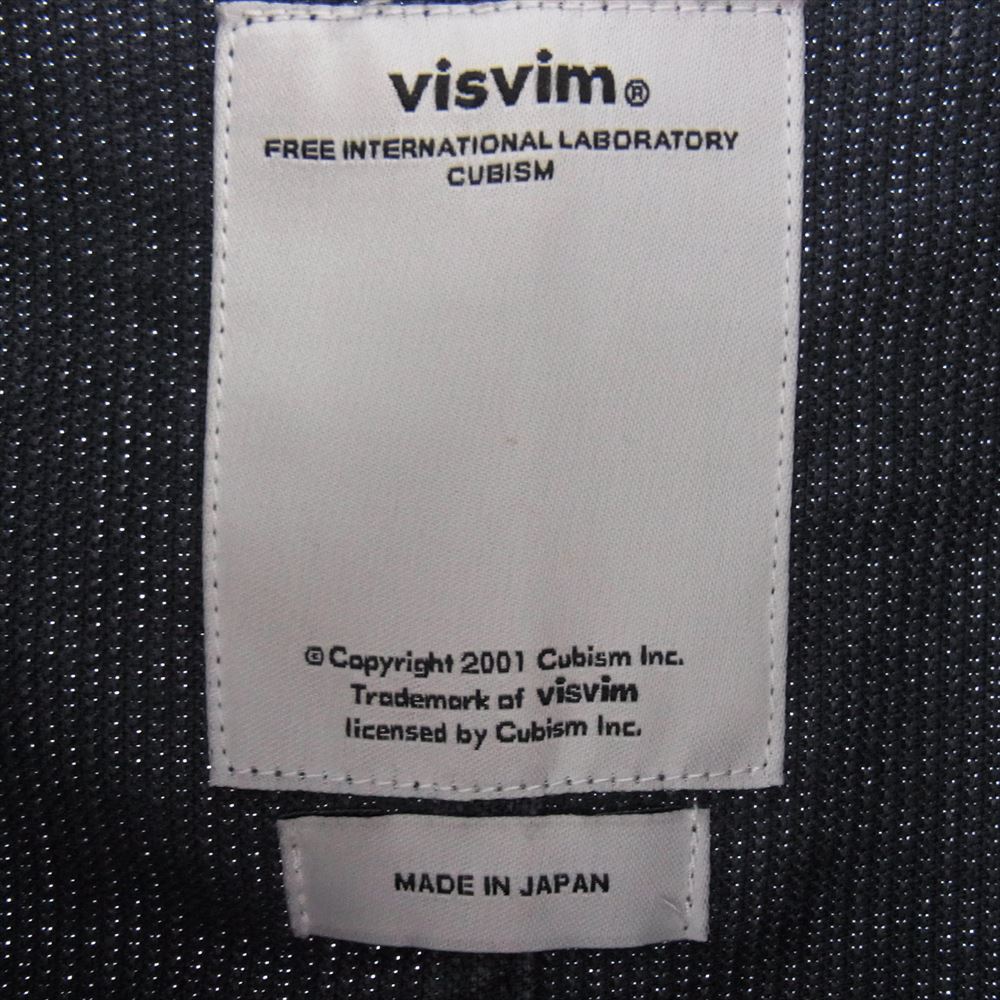 visvim®
FREE INTERNATIONAL LABORATORY
CUBISM
© Copyright 2001 Cubism Inc.
Trademark of visvim
licensed by Cubism Inc.
MADE IN JAPAN